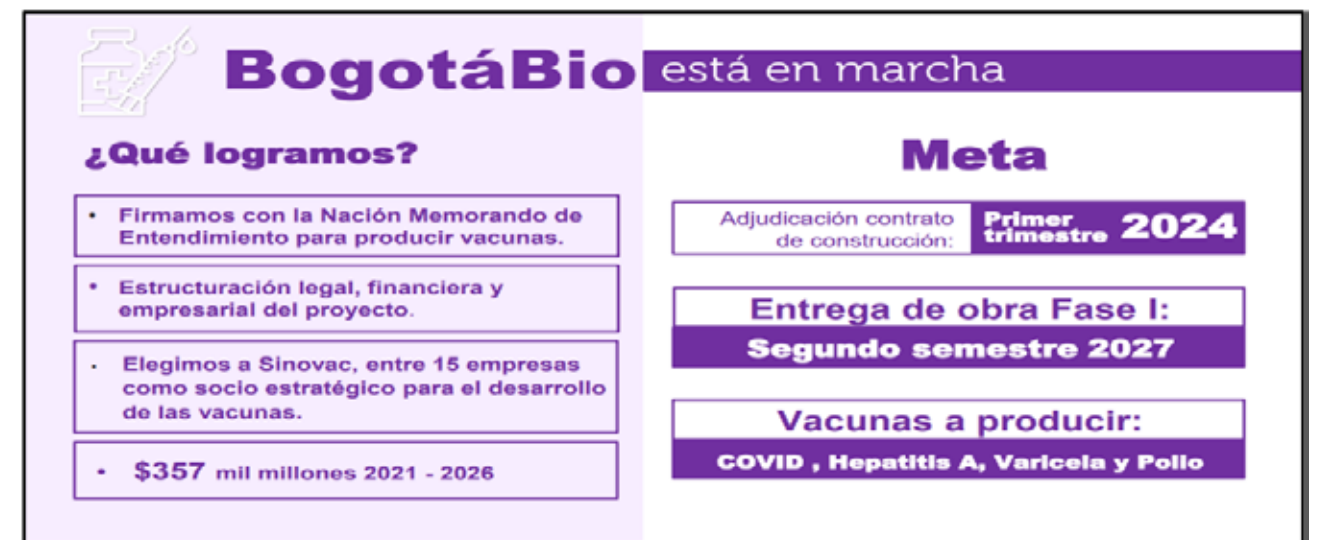 BogotáBio está en marcha
¿Qué logramos?
• Firmamos con la Nación Memorando de
Entendimiento para producir vacunas.
• Estructuración legal, financiera y
empresarial del proyecto.
• Elegimos a Sinovac, entre 15 empresas
como socio estratégico para el desarrollo
de las vacunas.
• $357 mil millones 2021 - 2026
Meta
Adjudicación contrato
de construcción:
Primer
trimestre 2024
Entrega de obra Fase I:
Segundo semestre 2027
Vacunas a producir:
COVID , Hepatitis A, Varicela y Polio